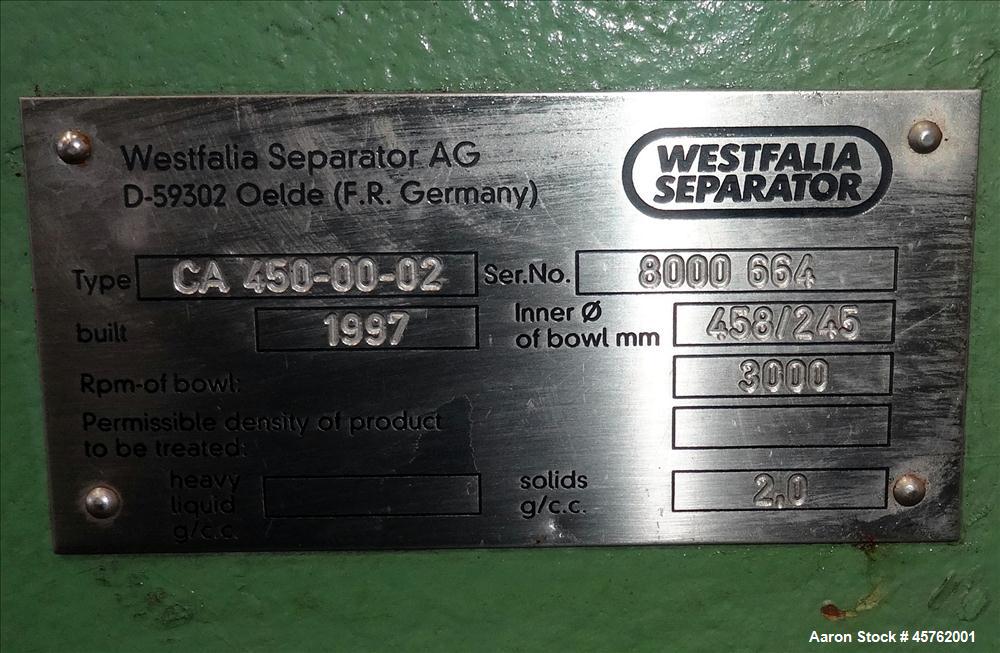 Westfalia Separator AG
D-59302 Oelde (F.R. Germany)
WESTFALIA
SEPARATOR
Type CA 450-00-02 Ser.No. 8000 664
built 1997 Inner Ø
of bowl mm 458/245
Rpm-of bowl: 3000
Permissible density of product
to be treated:
heavy
liquid
g/c.c.
solids
g/c.c.
2,0
Aaron Stock # 45762001